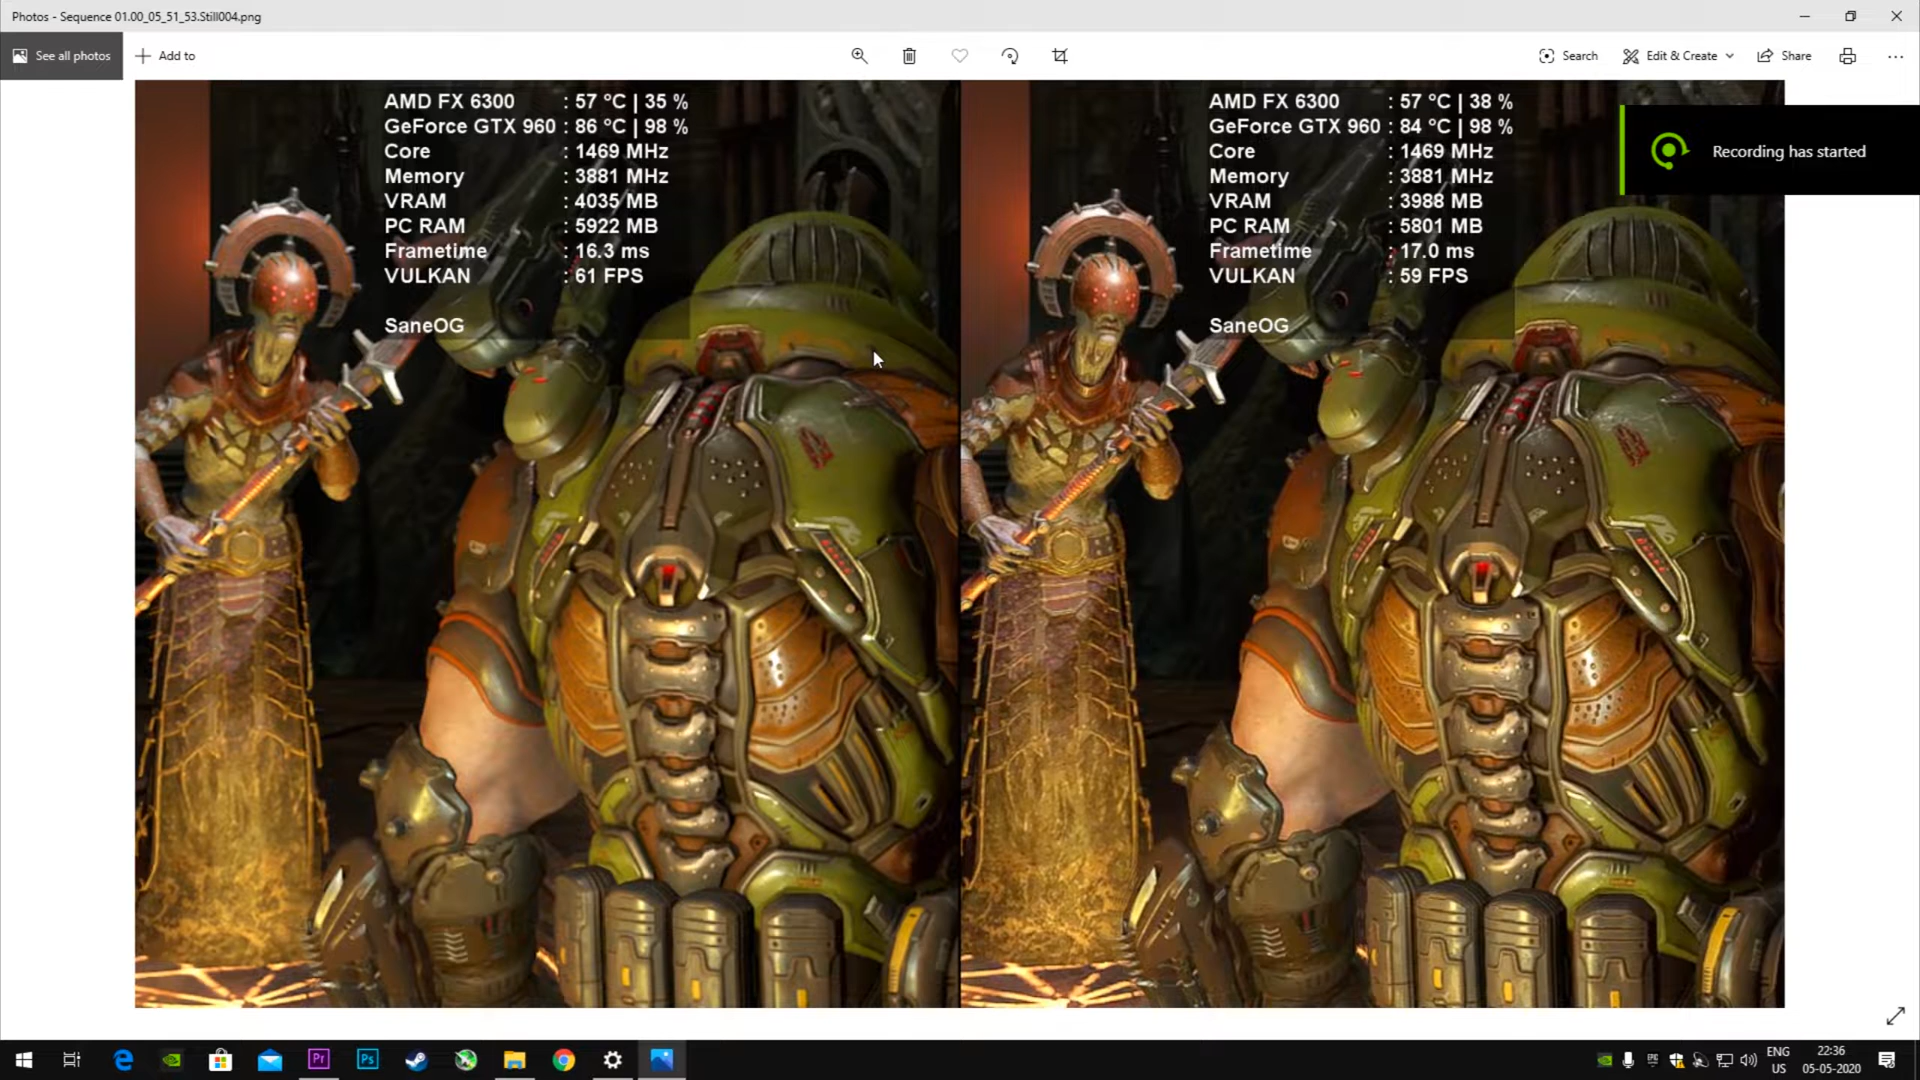 Photos - Sequence 01.00_05_51_53.Still004.png
See all photos
Add to
Search
Edit & Create
Share
AMD FX 6300 : 57 °C | 35 %
GeForce GTX 960 : 86 °C | 98 %
Core : 1469 MHz
Memory : 3881 MHz
VRAM : 4035 MB
PC RAM : 5922 MB
Frametime : 16.3 ms
VULKAN : 61 FPS
SaneOG
AMD FX 6300 : 57 °C | 38 %
GeForce GTX 960 : 84 °C | 98 %
Core : 1469 MHz
Memory : 3881 MHz
VRAM : 3988 MB
PC RAM : 5801 MB
Frametime : 17.0 ms
VULKAN : 59 FPS
SaneOG
Recording has started
Pr
Ps
ENG
US
22:36
05-05-2020